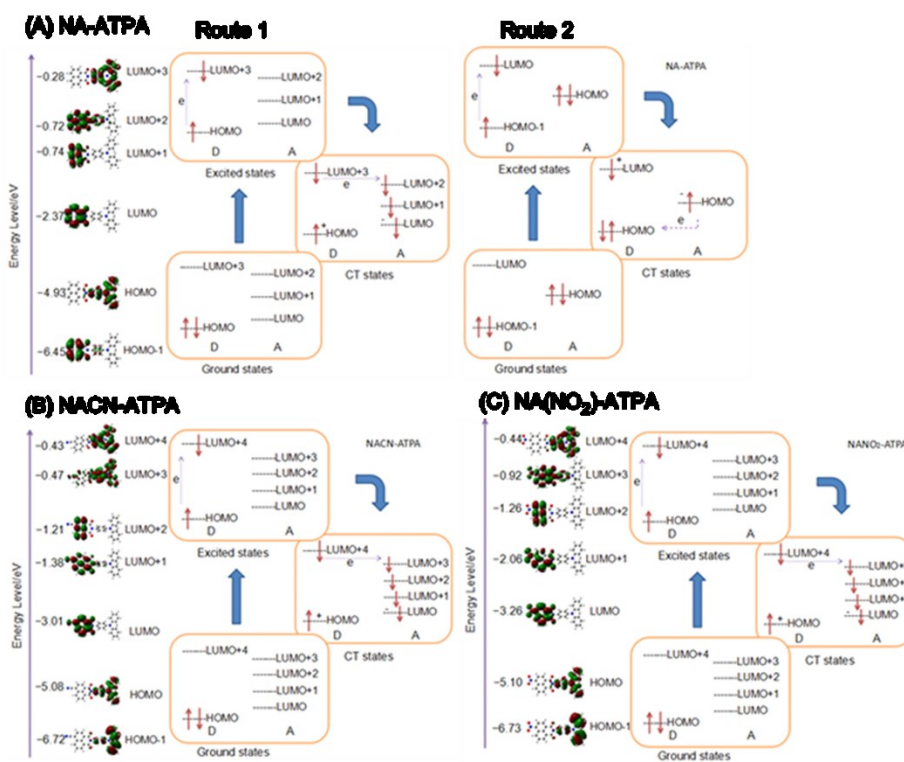 (A) NA-ATPA
Route 1
Route 2
Energy Level/eV
−0.28
LUMO+3
−0.72
LUMO+2
−0.74
LUMO+1
−2.37
LUMO
−4.93
HOMO
−6.45
HOMO-1
LUMO+3
LUMO+2
LUMO+1
LUMO
e
HOMO
D
A
Excited states
LUMO+3
e
LUMO+2
LUMO+1
- LUMO
+ HOMO
D
A
CT states
LUMO+3
LUMO+2
LUMO+1
LUMO
HOMO
D
A
Ground states
NA-ATPA
LUMO
e
HOMO
HOMO-1
D
A
Excited states
+ LUMO
- HOMO
e
HOMO
D
A
CT states
LUMO
HOMO
HOMO-1
D
A
Ground states
(B) NACN-ATPA
Energy Level/eV
−0.43
LUMO+4
−0.47
LUMO+3
−1.21
LUMO+2
−1.38
LUMO+1
−3.01
LUMO
−5.08
HOMO
−6.72
HOMO-1
NACN-ATPA
LUMO+4
LUMO+3
LUMO+2
LUMO+1
LUMO
e
HOMO
D
A
Excited states
LUMO+4
e
LUMO+3
LUMO+2
LUMO+1
- LUMO
+ HOMO
D
A
CT states
LUMO+4
LUMO+3
LUMO+2
LUMO+1
LUMO
HOMO
D
A
Ground states
(C) NA(NO₂)-ATPA
Energy Level/eV
−0.44
LUMO+4
−0.92
LUMO+3
−1.26
LUMO+2
−2.06
LUMO+1
−3.26
LUMO
−5.10
HOMO
−6.73
HOMO-1
NANO₂-ATPA
LUMO+4
LUMO+3
LUMO+2
LUMO+1
LUMO
e
HOMO
D
A
Excited states
LUMO+4
e
LUMO+
LUMO+
LUMO+
- LUMO
+ HOMO
D
A
CT states
LUMO+4
LUMO+3
LUMO+2
LUMO+1
LUMO
HOMO
D
A
Ground states